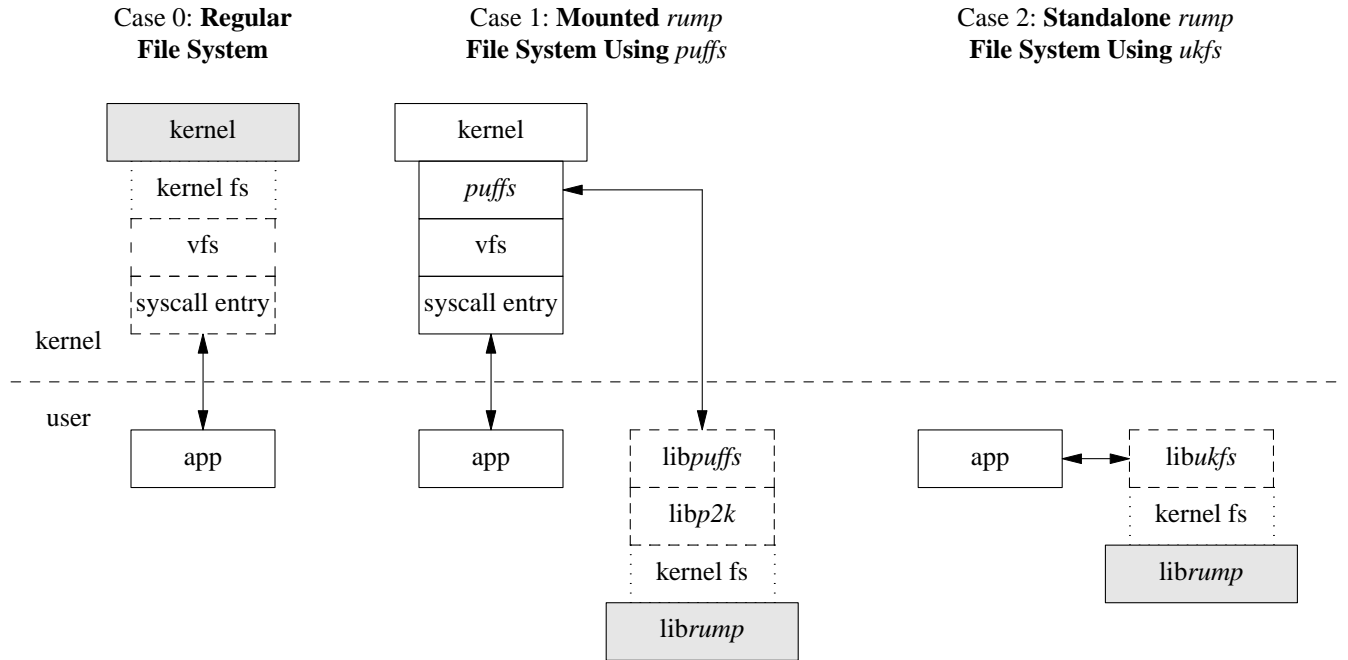 Case 0: Regular
File System
Case 1: Mounted rump
File System Using puffs
Case 2: Standalone rump
File System Using ukfs
kernel
kernel fs
vfs
syscall entry
kernel
puffs
vfs
syscall entry
kernel
user
app
app
libpuffs
libp2k
kernel fs
librump
app
libukfs
kernel fs
librump